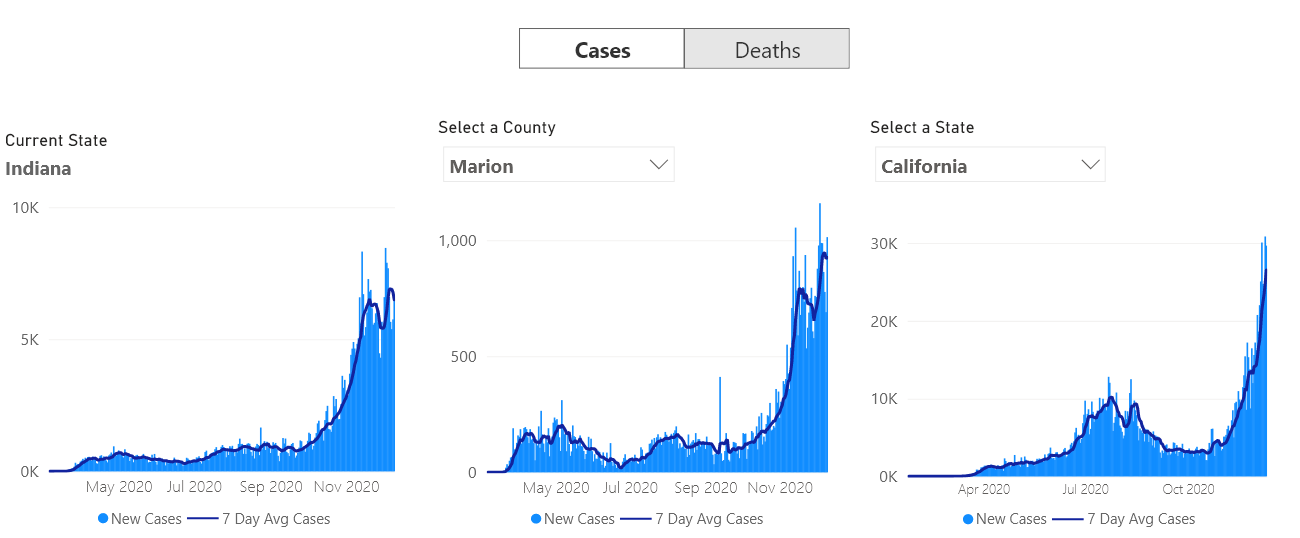 Cases Deaths
Current State
Indiana
10K
5K
0K
May 2020 Jul 2020 Sep 2020 Nov 2020
New Cases 7 Day Avg Cases
Select a County
Marion
1,000
500
0
May 2020 Jul 2020 Sep 2020 Nov 2020
New Cases 7 Day Avg Cases
Select a State
California
30K
20K
10K
0K
Apr 2020 Jul 2020 Oct 2020
New Cases 7 Day Avg Cases